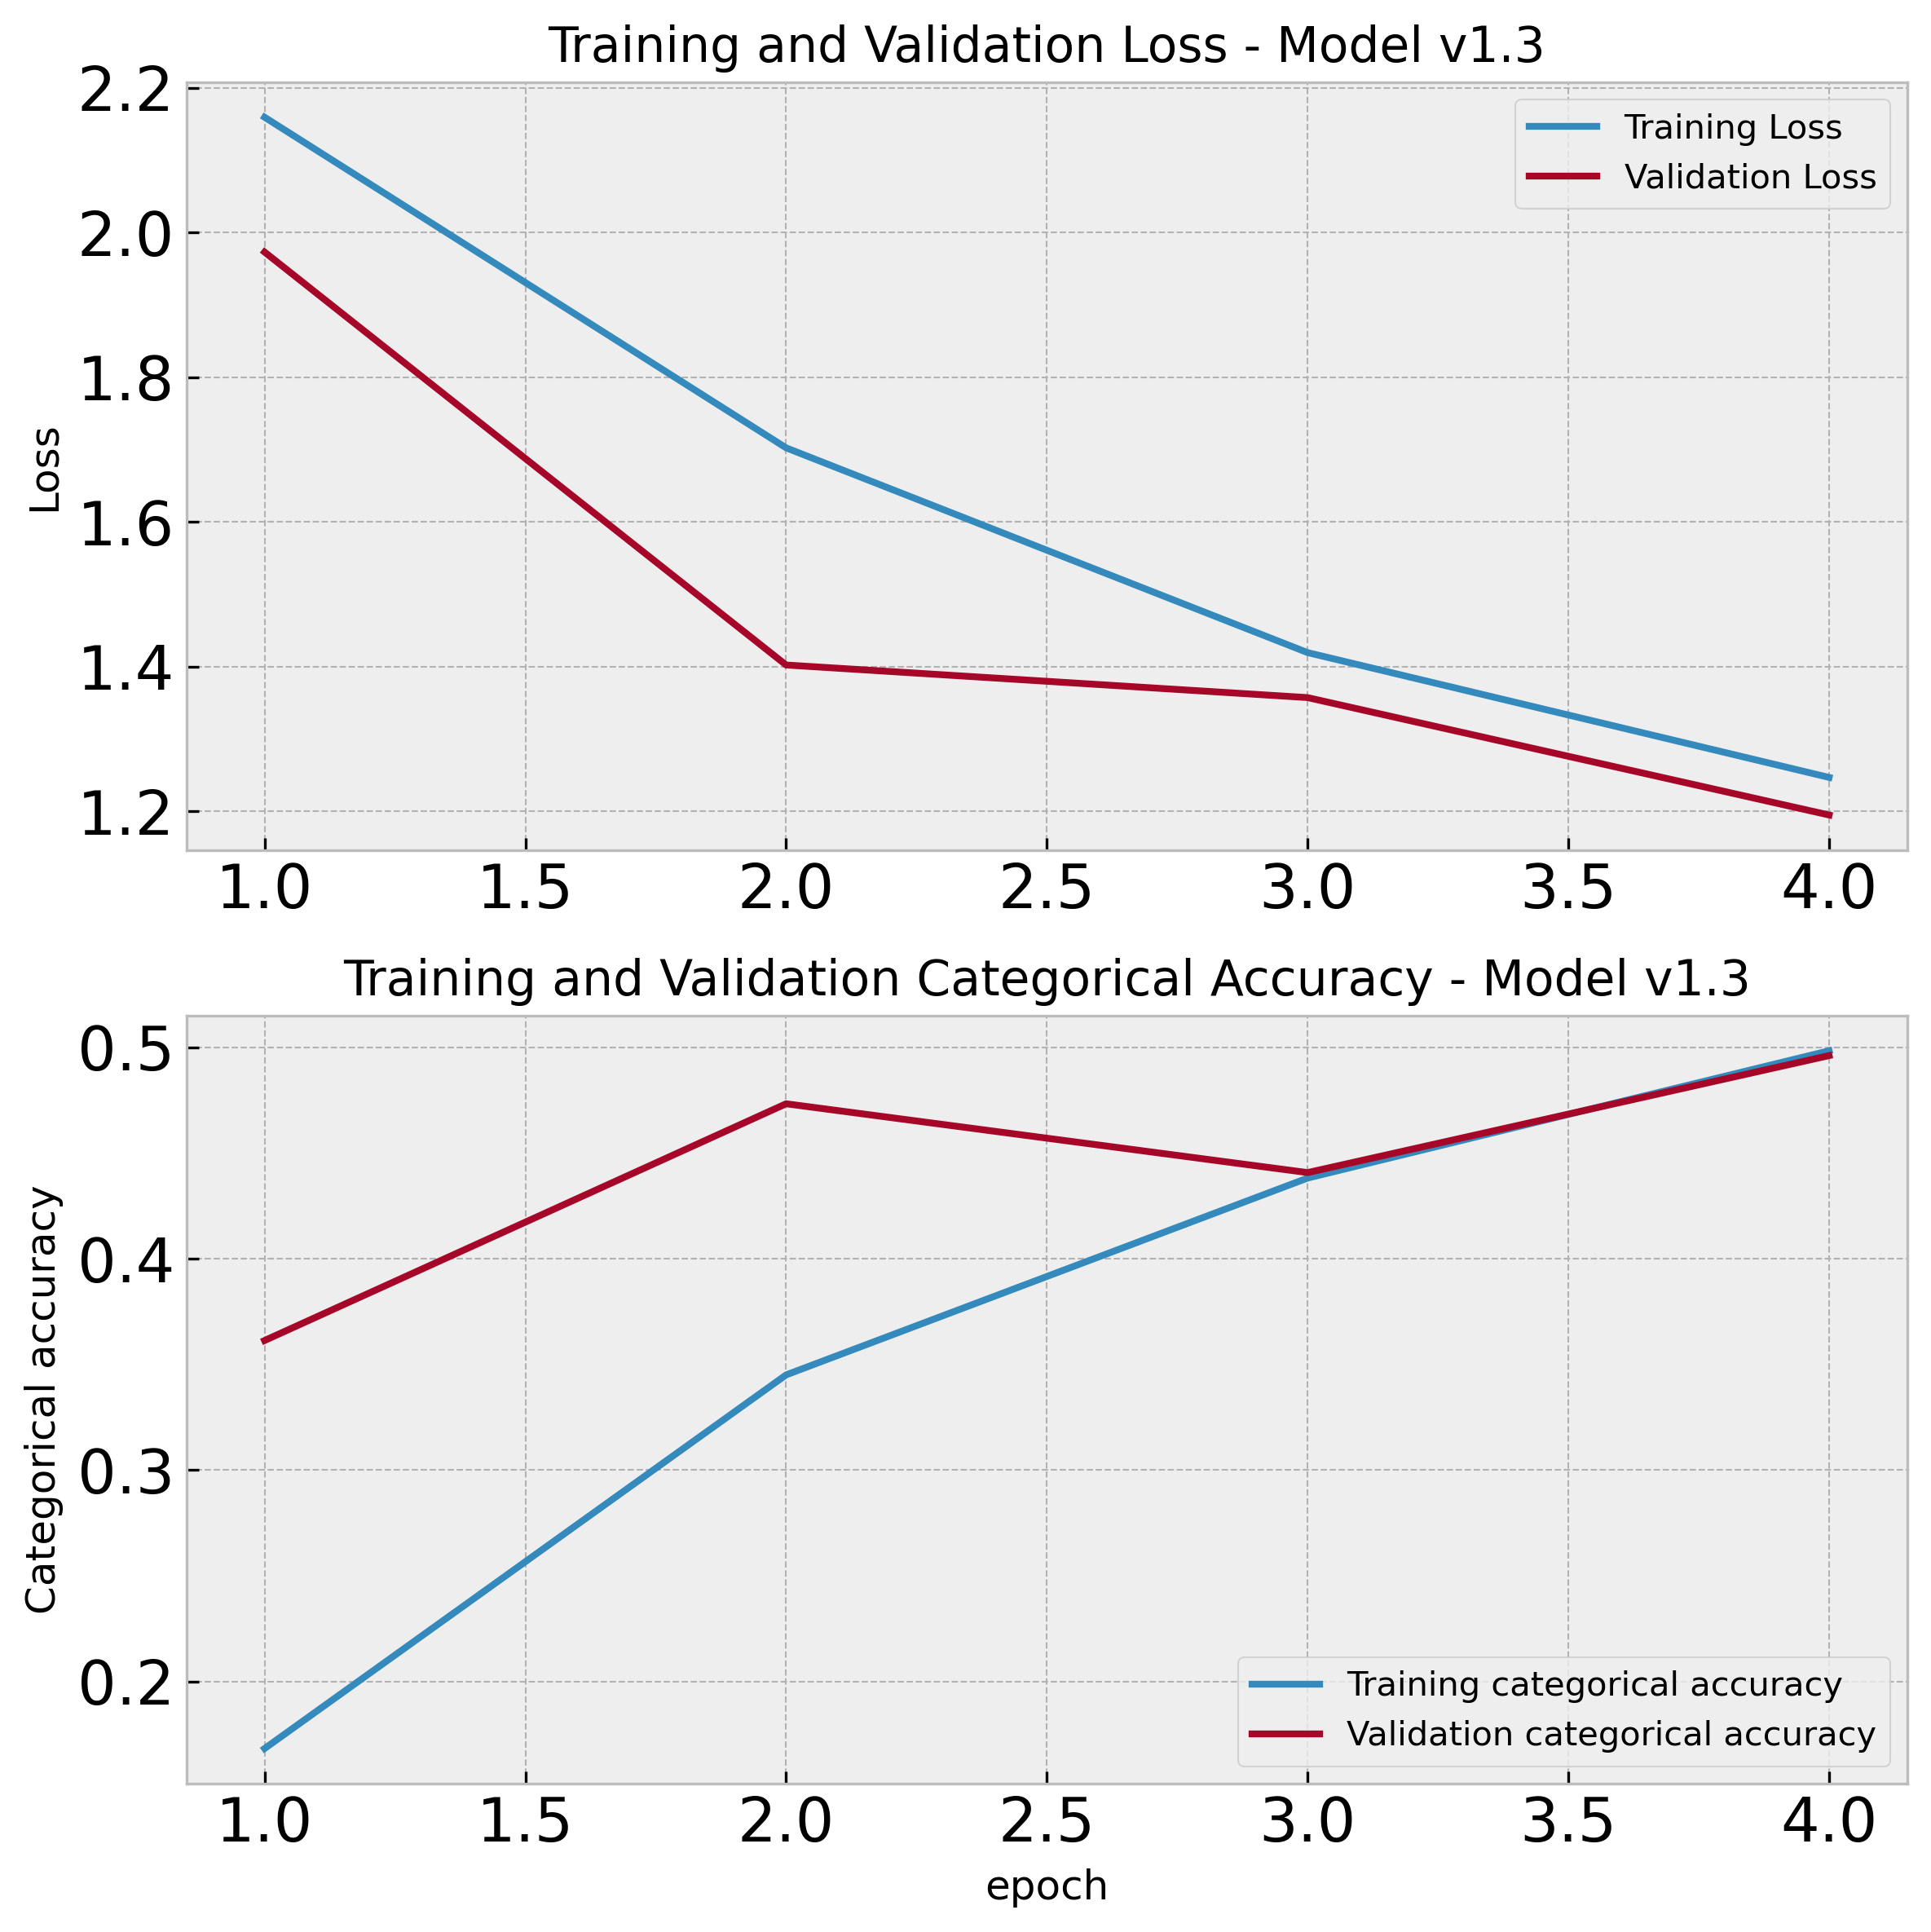 Training and Validation Loss - Model v1.3
2.2
2.0
1.8
1.6
1.4
1.2
Loss
Training Loss
Validation Loss
1.0 1.5 2.0 2.5 3.0 3.5 4.0
Training and Validation Categorical Accuracy - Model v1.3
0.5
0.4
0.3
0.2
Categorical accuracy
Training categorical accuracy
Validation categorical accuracy
1.0 1.5 2.0 2.5 3.0 3.5 4.0
epoch